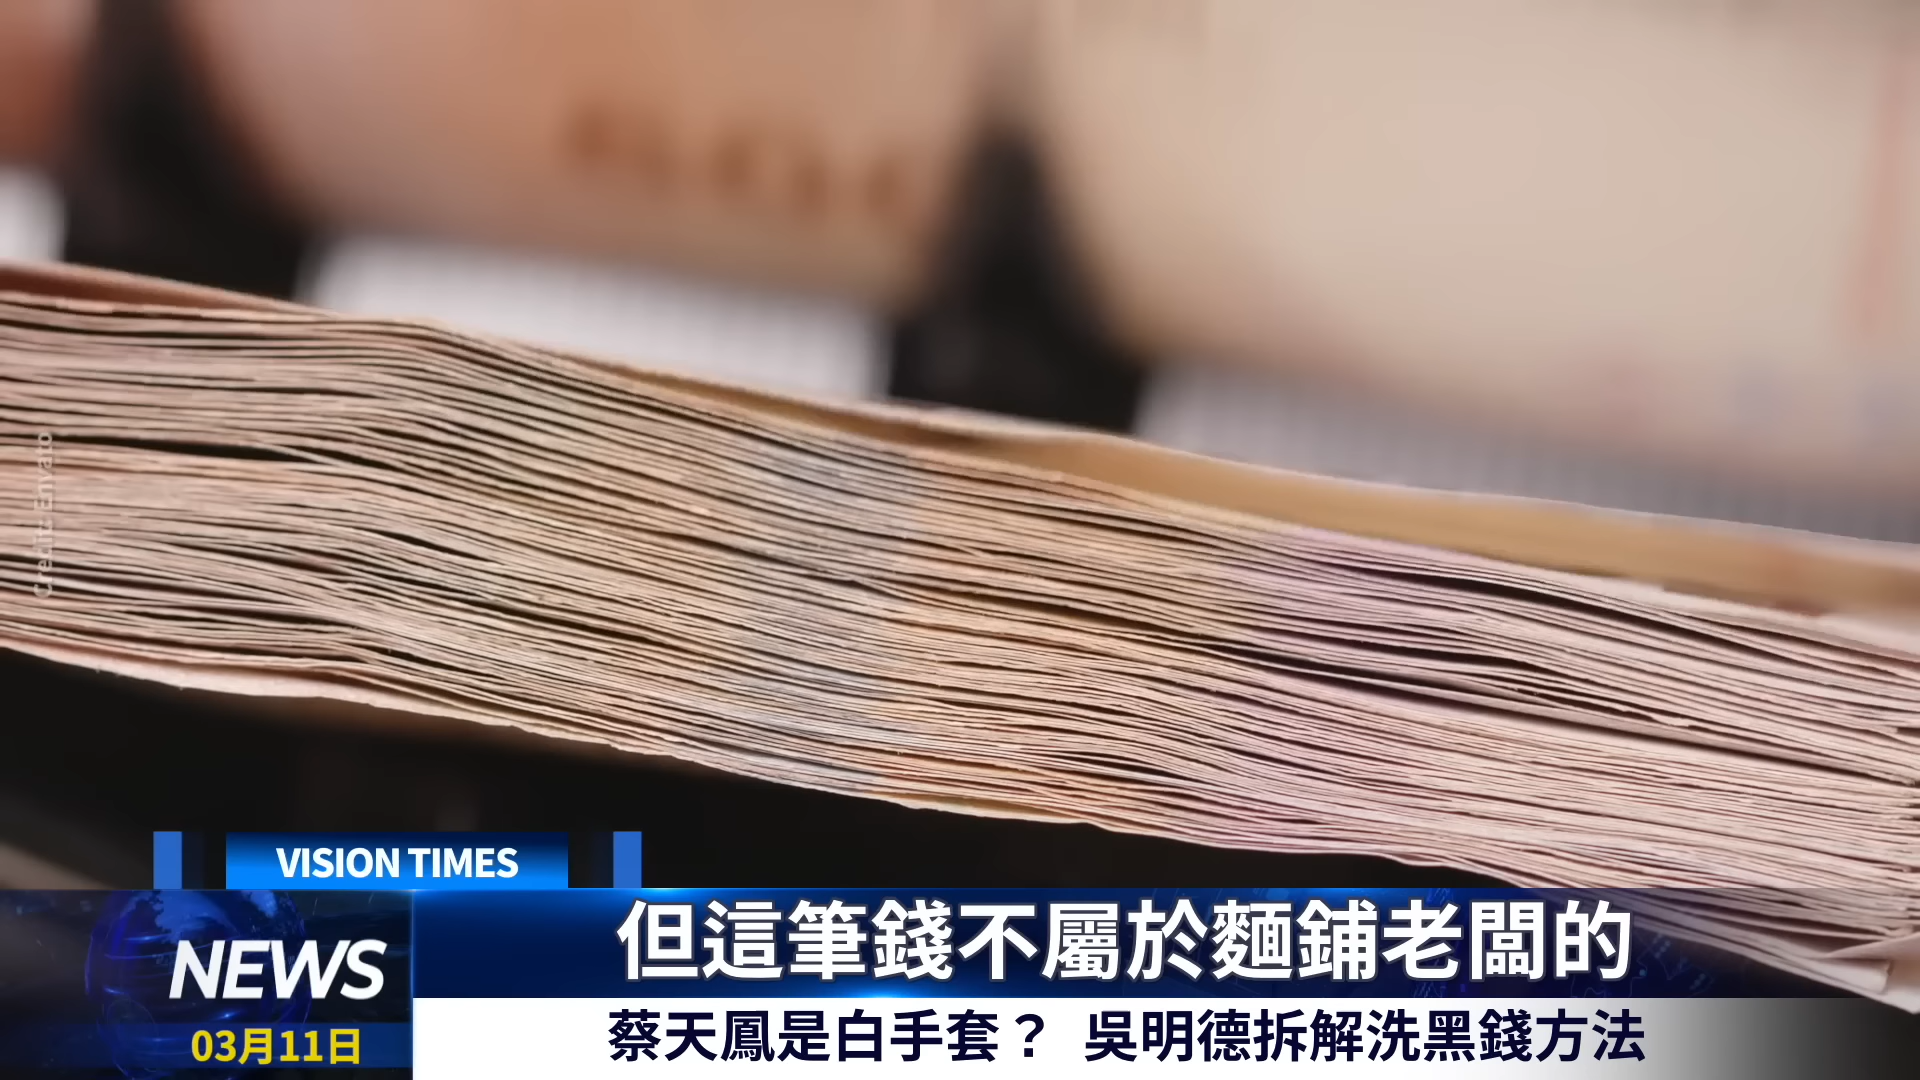 Credit: Envato
VISION TIMES
NEWS
03月11日
但這筆錢不屬於麵鋪老闆的
蔡天鳳是白手套？ 吳明德拆解洗黑錢方法